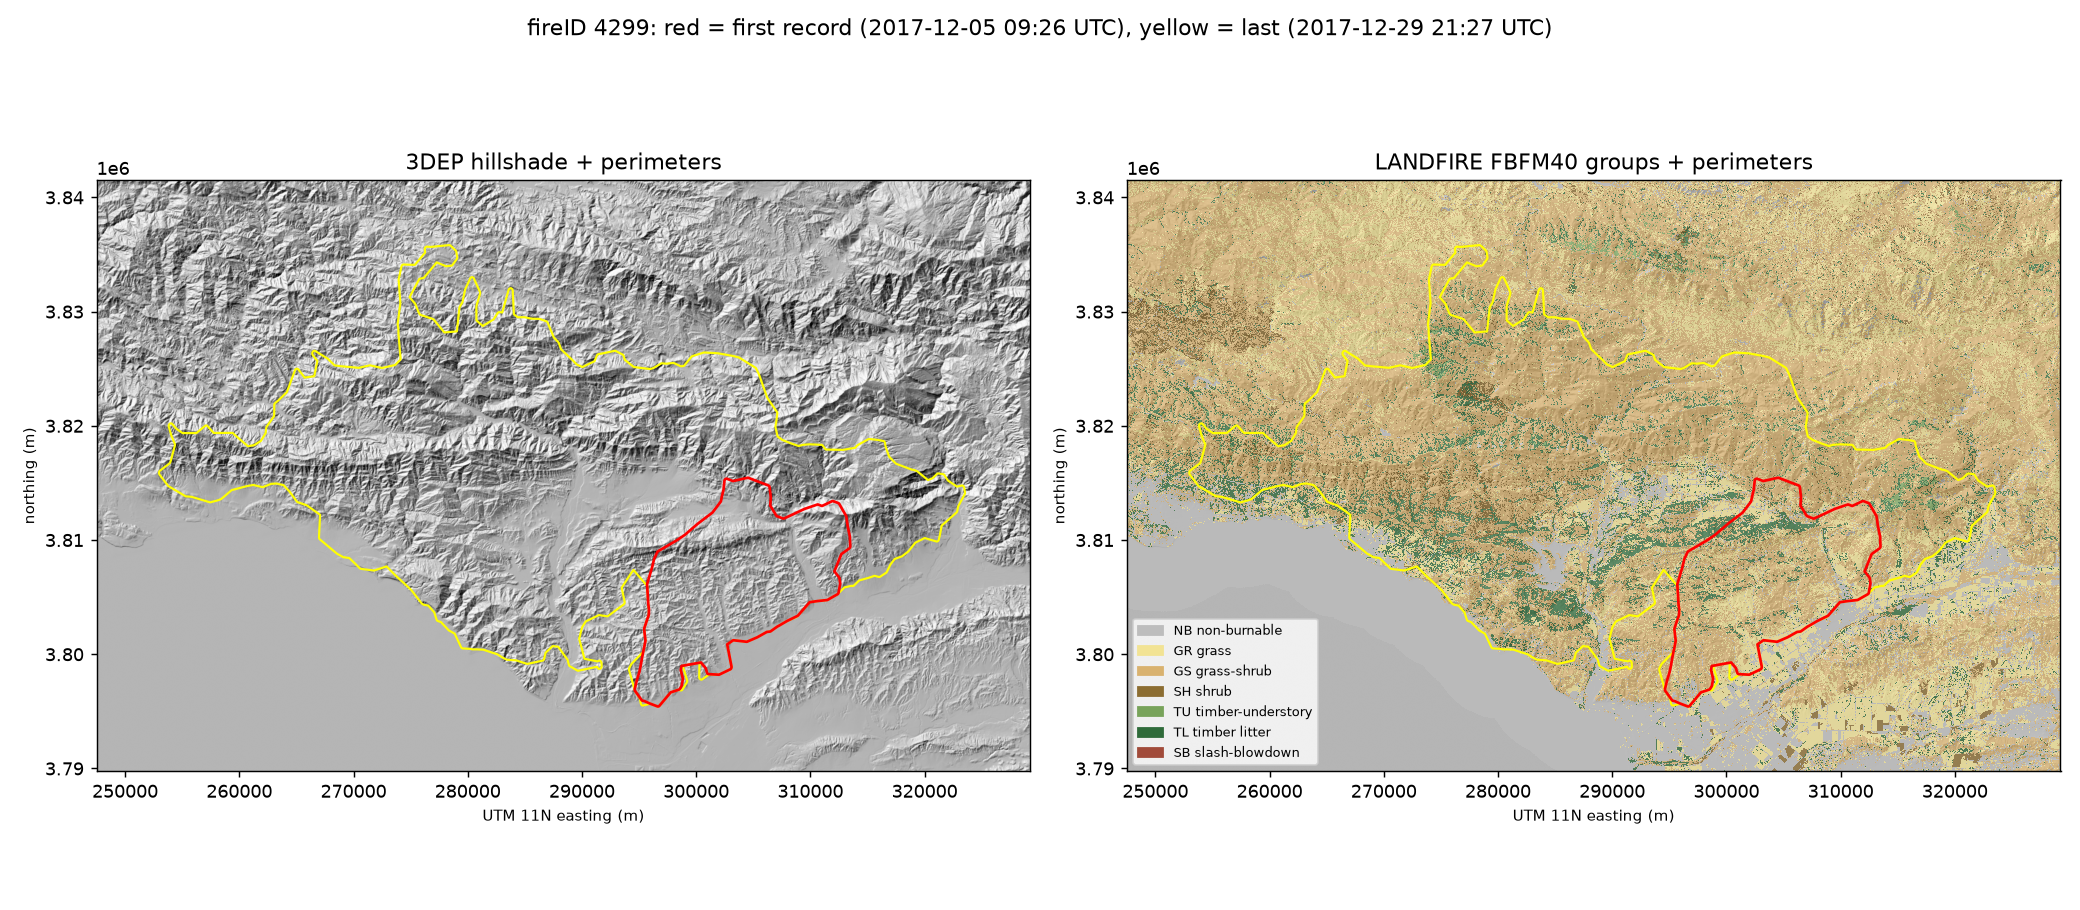 fireID 4299: red = first record (2017-12-05 09:26 UTC), yellow = last (2017-12-29 21:27 UTC)
3DEP hillshade + perimeters
1e6
3.84
3.83
3.82
3.81
3.80
3.79
northing (m)
250000 260000 270000 280000 290000 300000 310000 320000
UTM 11N easting (m)
LANDFIRE FBFM40 groups + perimeters
1e6
3.84
3.83
3.82
3.81
3.80
3.79
northing (m)
NB non-burnable
GR grass
GS grass-shrub
SH shrub
TU timber-understory
TL timber litter
SB slash-blowdown
250000 260000 270000 280000 290000 300000 310000 320000
UTM 11N easting (m)